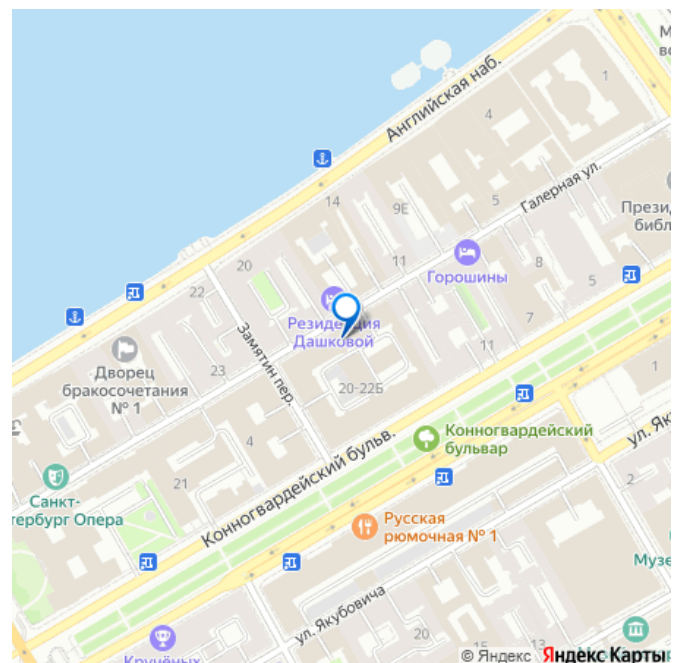 Английская наб.
1
4
Галерная ул.
14
9Е
5
Прези
библ
20
11
Горошины
8
5
22
Резиденция
Дашковой
7
11
Дворец
бракосочетания
№ 1
23
Замятин пер.
20-22Б
1
4
Конногвардейский
бульвар
ул. Як
21
Конногвардейский бульв.
2
Санкт-
тербург Опера
Русская
рюмочная № 1
Музе
ул. Якубовича
20
15
13
Кручёных
© Яндекс Яндекс Карты